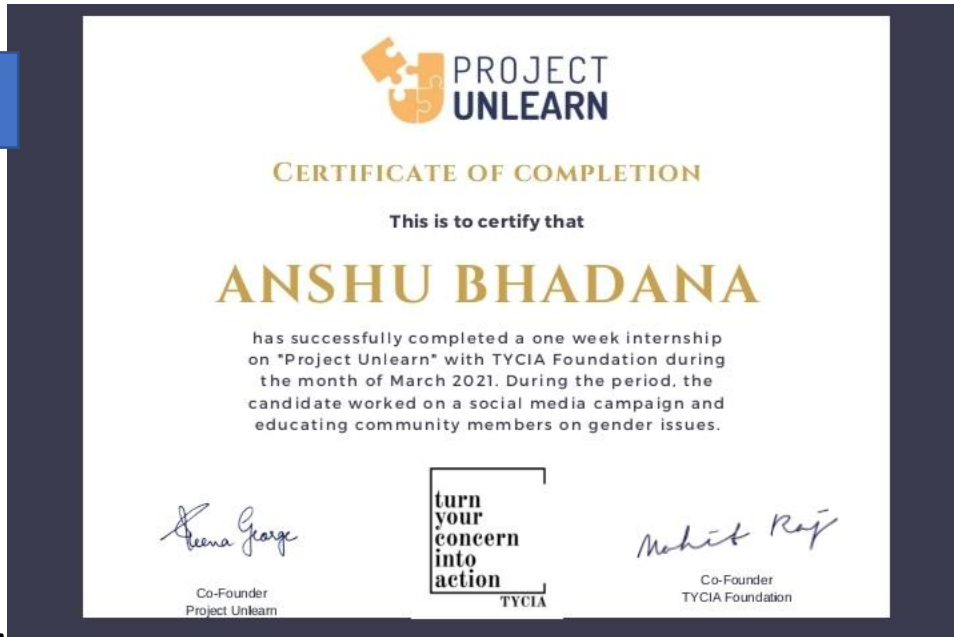 PROJECT
UNLEARN
CERTIFICATE OF COMPLETION
This is to certify that
ANSHU BHADANA
has successfully completed a one week internship
on "Project Unlearn" with TYCIA Foundation during
the month of March 2021. During the period, the
candidate worked on a social media campaign and
educating community members on gender issues.
turn
your
concern
into
action
TYCIA
George
Co-Founder
Project Unlearn
Mohit Raj
Co-Founder
TYCIA Foundation